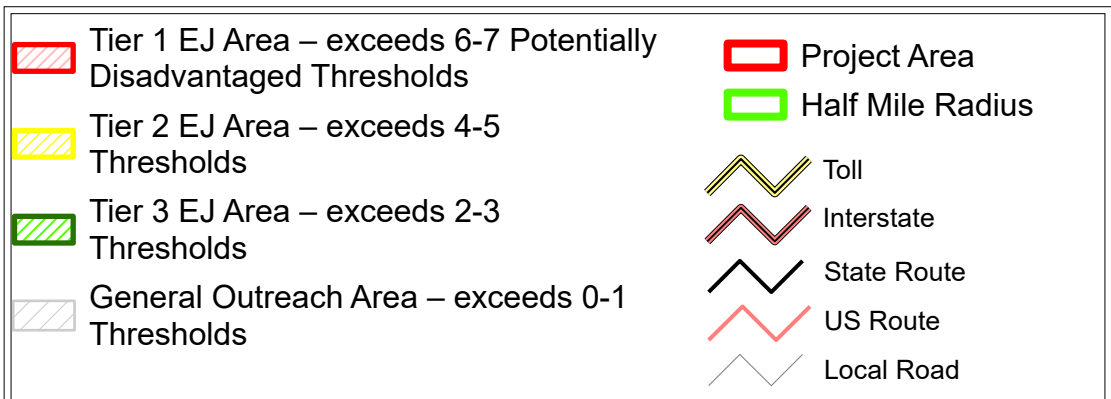 Tier 1 EJ Area – exceeds 6-7 Potentially
Disadvantaged Thresholds
Tier 2 EJ Area – exceeds 4-5
Thresholds
Tier 3 EJ Area – exceeds 2-3
Thresholds
General Outreach Area – exceeds 0-1
Thresholds
Project Area
Half Mile Radius
Toll
Interstate
State Route
US Route
Local Road